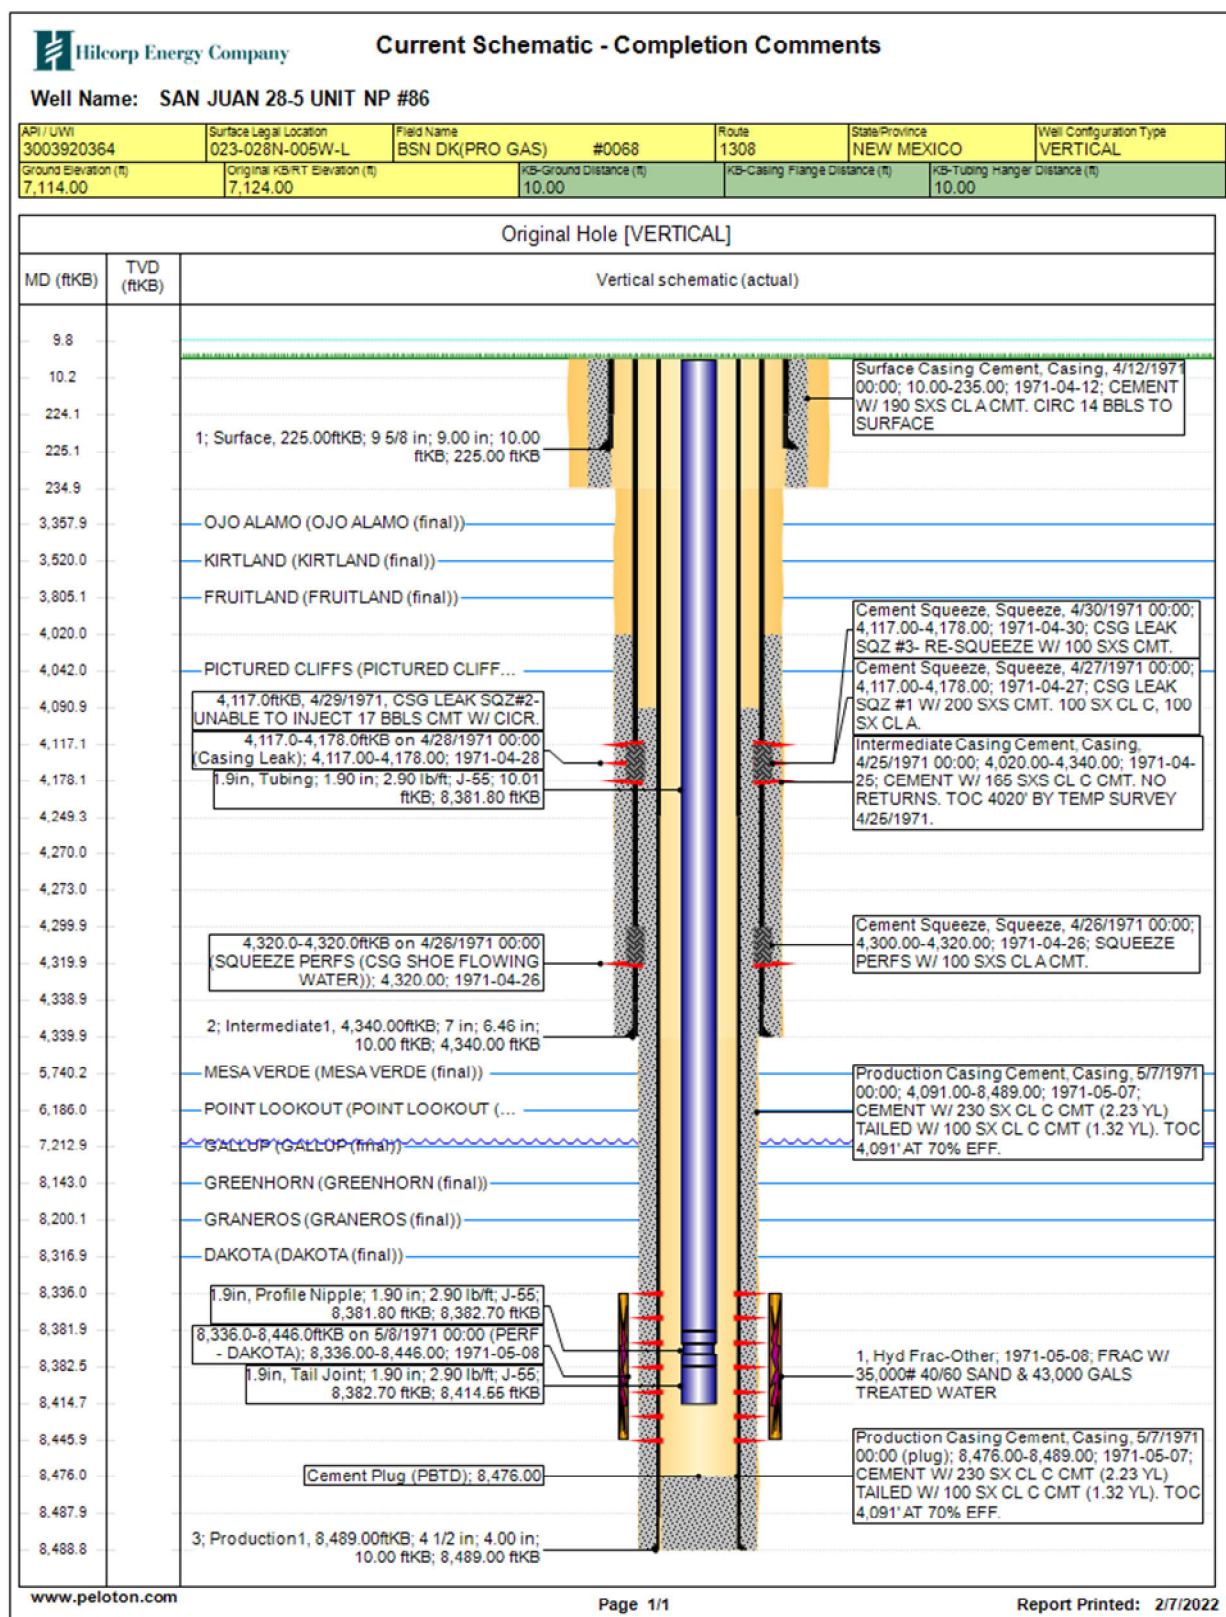 Hilcorp Energy Company
Current Schematic - Completion Comments
Well Name: SAN JUAN 28-5 UNIT NP #86
API / UWI
3003920364
Surface Legal Location
023-028N-005W-L
Field Name
BSN DK(PRO GAS) #0068
Route
1308
State/Province
NEW MEXICO
Well Configuration Type
VERTICAL
Ground Elevation (ft)
7,114.00
Original KB/RT Elevation (ft)
7,124.00
KB-Ground Distance (ft)
10.00
KB-Casing Flange Distance (ft)
KB-Tubing Hanger Distance (ft)
10.00
Original Hole [VERTICAL]
MD (ftKB)
TVD
(ftKB)
Vertical schematic (actual)
9.8
10.2
224.1
225.1
234.9
3,357.9
3,520.0
3,805.1
4,020.0
4,042.0
4,090.9
4,117.1
4,178.1
4,249.3
4,270.0
4,273.0
4,299.9
4,319.9
4,338.9
4,339.9
5,740.2
6,186.0
7,212.9
8,143.0
8,200.1
8,316.9
8,336.0
8,381.9
8,382.5
8,414.7
8,445.9
8,476.0
8,487.9
8,488.8
1; Surface, 225.00ftKB; 9 5/8 in; 9.00 in; 10.00
ftKB; 225.00 ftKB
OJO ALAMO (OJO ALAMO (final))
KIRTLAND (KIRTLAND (final))
FRUITLAND (FRUITLAND (final))
PICTURED CLIFFS (PICTURED CLIFF...
4,117.0ftKB, 4/29/1971, CSG LEAK SQZ#2-
UNABLE TO INJECT 17 BBLS CMT W/ CICR.
4,117.0-4,178.0ftKB on 4/28/1971 00:00
(Casing Leak); 4,117.00-4,178.00; 1971-04-28
1.9in, Tubing; 1.90 in; 2.90 lb/ft; J-55; 10.01
ftKB; 8,381.80 ftKB
4,320.0-4,320.0ftKB on 4/26/1971 00:00
(SQUEEZE PERFS (CSG SHOE FLOWING
WATER)); 4,320.00; 1971-04-26
2; Intermediate1, 4,340.00ftKB; 7 in; 6.46 in;
10.00 ftKB; 4,340.00 ftKB
MESA VERDE (MESA VERDE (final))
POINT LOOKOUT (POINT LOOKOUT (...
GALLUP (GALLUP (final))
GREENHORN (GREENHORN (final))
GRANEROS (GRANEROS (final))
DAKOTA (DAKOTA (final))
1.9in, Profile Nipple; 1.90 in; 2.90 lb/ft; J-55;
8,381.80 ftKB; 8,382.70 ftKB
8,336.0-8,446.0ftKB on 5/8/1971 00:00 (PERF
- DAKOTA); 8,336.00-8,446.00; 1971-05-08
1.9in, Tail Joint; 1.90 in; 2.90 lb/ft; J-55;
8,382.70 ftKB; 8,414.55 ftKB
Cement Plug (PBTD); 8,476.00
3; Production1, 8,489.00ftKB; 4 1/2 in; 4.00 in;
10.00 ftKB; 8,489.00 ftKB
Surface Casing Cement, Casing, 4/12/1971
00:00; 10.00-235.00; 1971-04-12; CEMENT
W/ 190 SXS CL A CMT. CIRC 14 BBLS TO
SURFACE
Cement Squeeze, Squeeze, 4/30/1971 00:00;
4,117.00-4,178.00; 1971-04-30; CSG LEAK
SQZ #3- RE-SQUEEZE W/ 100 SXS CMT.
Cement Squeeze, Squeeze, 4/27/1971 00:00;
4,117.00-4,178.00; 1971-04-27; CSG LEAK
SQZ #1 W/ 200 SXS CMT. 100 SX CL C, 100
SX CL A.
Intermediate Casing Cement, Casing,
4/25/1971 00:00; 4,020.00-4,340.00; 1971-04-
25; CEMENT W/ 165 SXS CL C CMT. NO
RETURNS. TOC 4020' BY TEMP SURVEY
4/25/1971.
Cement Squeeze, Squeeze, 4/26/1971 00:00;
4,300.00-4,320.00; 1971-04-26; SQUEEZE
PERFS W/ 100 SXS CL A CMT.
Production Casing Cement, Casing, 5/7/1971
00:00; 4,091.00-8,489.00; 1971-05-07;
CEMENT W/ 230 SX CL C CMT (2.23 YL)
TAILED W/ 100 SX CL C CMT (1.32 YL). TOC
4,091' AT 70% EFF.
1, Hyd Frac-Other; 1971-05-08; FRAC W/
35,000# 40/60 SAND & 43,000 GALS
TREATED WATER
Production Casing Cement, Casing, 5/7/1971
00:00 (plug); 8,476.00-8,489.00; 1971-05-07;
CEMENT W/ 230 SX CL C CMT (2.23 YL)
TAILED W/ 100 SX CL C CMT (1.32 YL). TOC
4,091' AT 70% EFF.
www.peloton.com
Page 1/1
Report Printed: 2/7/2022